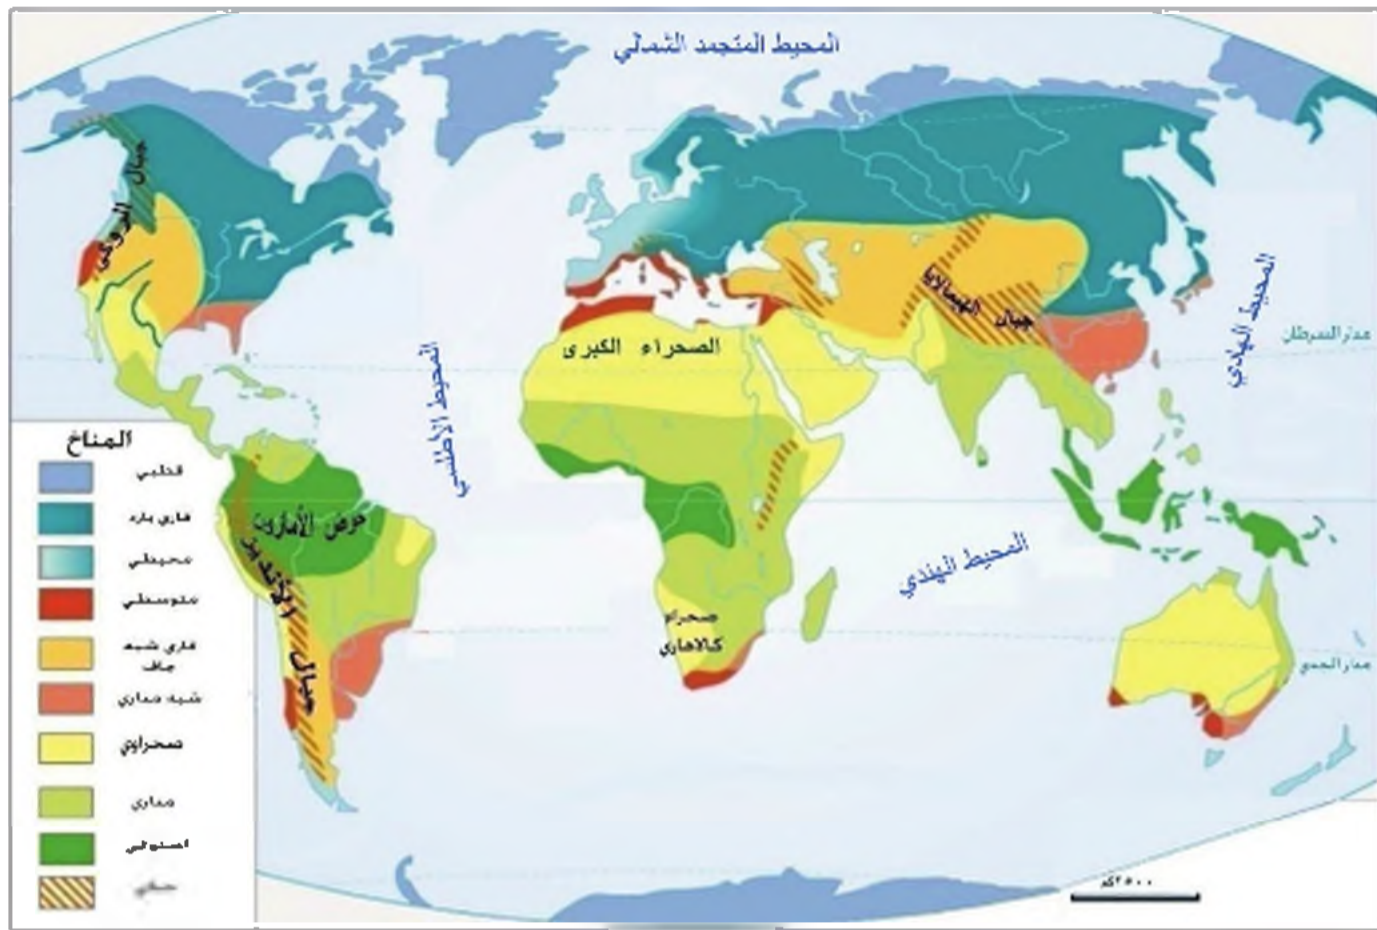 المحيط المتجمد الشمالي
جبال الروكي
المحيط الهادي
جبال الهيمالايا
مدار السرطان
الصحراء الكبرى
المحيط الأطلسي
حوض الأمازون
جبال الأنديز
المحيط الهندي
صحراء
كالاهاري
مدار الجدي
المناخ
قطبي
قاري بارد
محيطي
متوسطي
قاري شبه
جاف
شبه مداري
صحراوي
مداري
٢٥٠٠كم